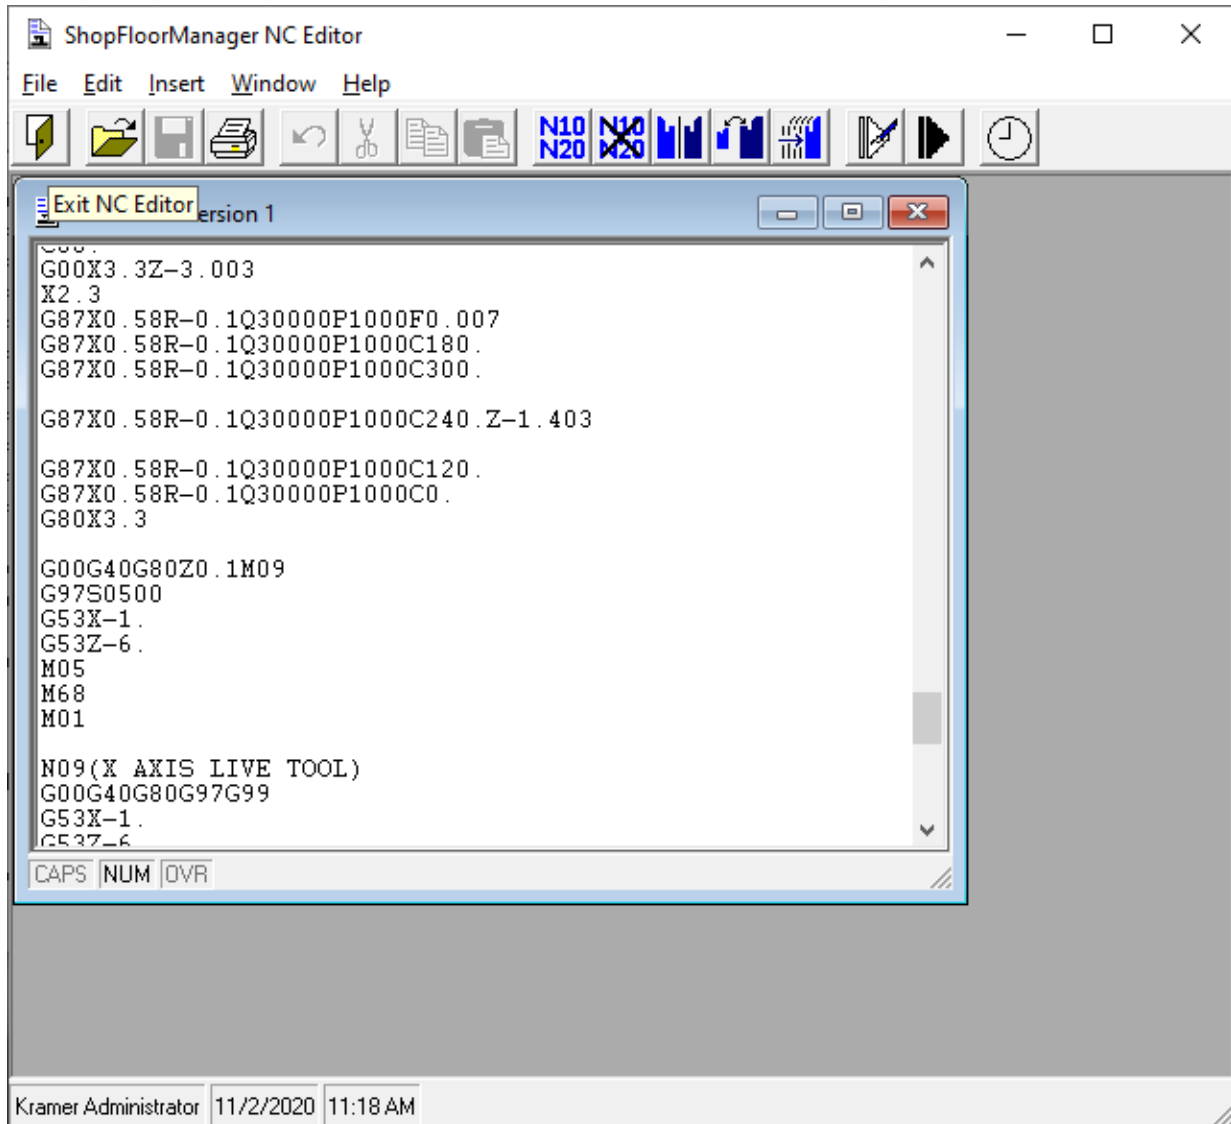 ShopFloorManager NC Editor
File Edit Insert Window Help
N10 N10
N20 N20
Exit NC Editor ersion 1
G00X3.3Z-3.003
X2.3
G87X0.58R-0.1Q30000P1000F0.007
G87X0.58R-0.1Q30000P1000C180.
G87X0.58R-0.1Q30000P1000C300.
G87X0.58R-0.1Q30000P1000C240.Z-1.403
G87X0.58R-0.1Q30000P1000C120.
G87X0.58R-0.1Q30000P1000C0.
G80X3.3
G00G40G80Z0.1M09
G97S0500
G53X-1.
G53Z-6.
M05
M68
M01
N09(X AXIS LIVE TOOL)
G00G40G80G97G99
G53X-1.
G53Z-6
CAPS NUM OVR
Kramer Administrator 11/2/2020 11:18 AM